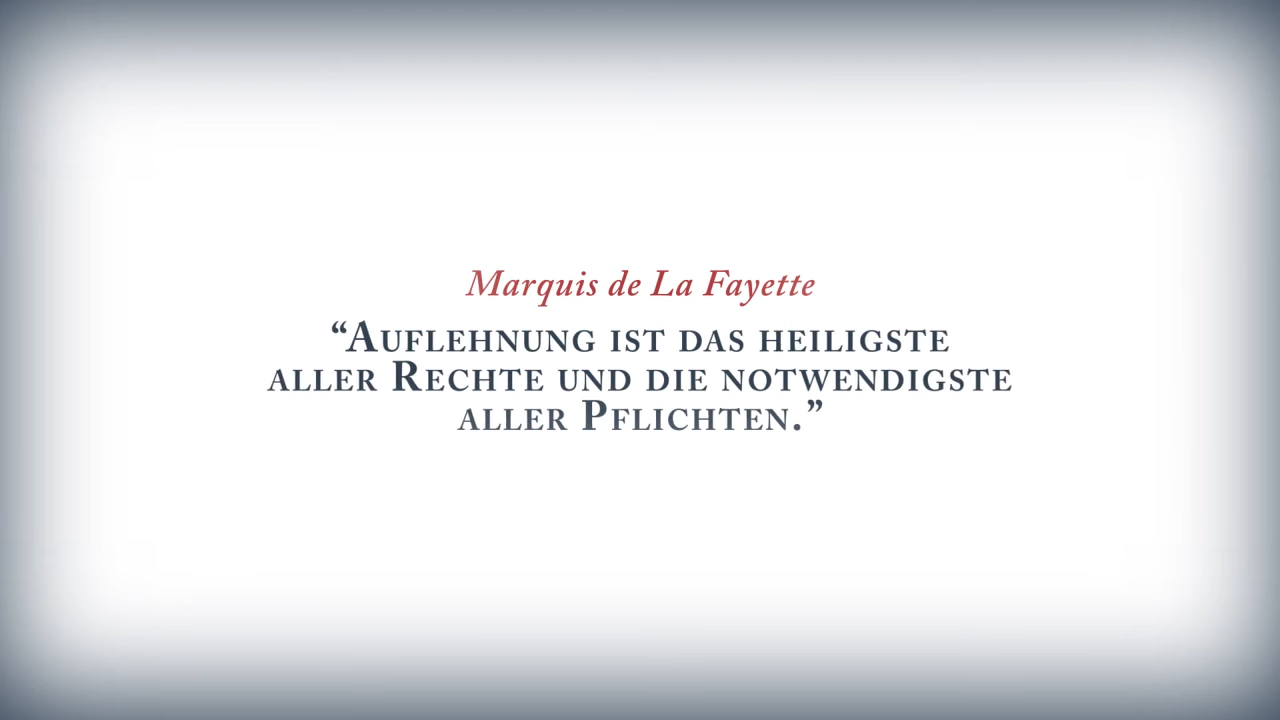 Marquis de La Fayette
“Auflehnung ist das heiligste
aller Rechte und die notwendigste
aller Pflichten.”